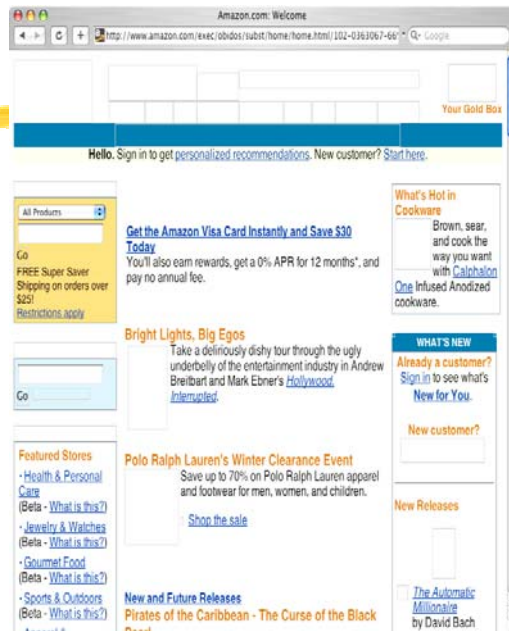 Amazon.com: Welcome
http://www.amazon.com/exec/obidos/subst/home/home.html/102-0363067-66
Q- Google
Your Gold Box
Hello. Sign in to get personalized recommendations. New customer? Start here.
All Products
Go
FREE Super Saver
Shipping on orders over
$25!
Restrictions apply
Go
Featured Stores
· Health & Personal
Care
(Beta - What is this?)
· Jewelry & Watches
(Beta - What is this?)
· Gourmet Food
(Beta - What is this?)
· Sports & Outdoors
(Beta - What is this?)
Get the Amazon Visa Card Instantly and Save $30
Today
You'll also earn rewards, get a 0% APR for 12 months*, and
pay no annual fee.
Bright Lights, Big Egos
Take a deliriously dishy tour through the ugly
underbelly of the entertainment industry in Andrew
Breitbart and Mark Ebner's Hollywood,
Interrupted.
Polo Ralph Lauren's Winter Clearance Event
Save up to 70% on Polo Ralph Lauren apparel
and footwear for men, women, and children.
Shop the sale
New and Future Releases
Pirates of the Caribbean - The Curse of the Black
What's Hot in
Cookware
Brown, sear,
and cook the
way you want
with Calphalon
One Infused Anodized
cookware.
WHAT'S NEW
Already a customer?
Sign in to see what's
New for You.
New customer?
New Releases
The Automatic
Millionaire
by David Bach